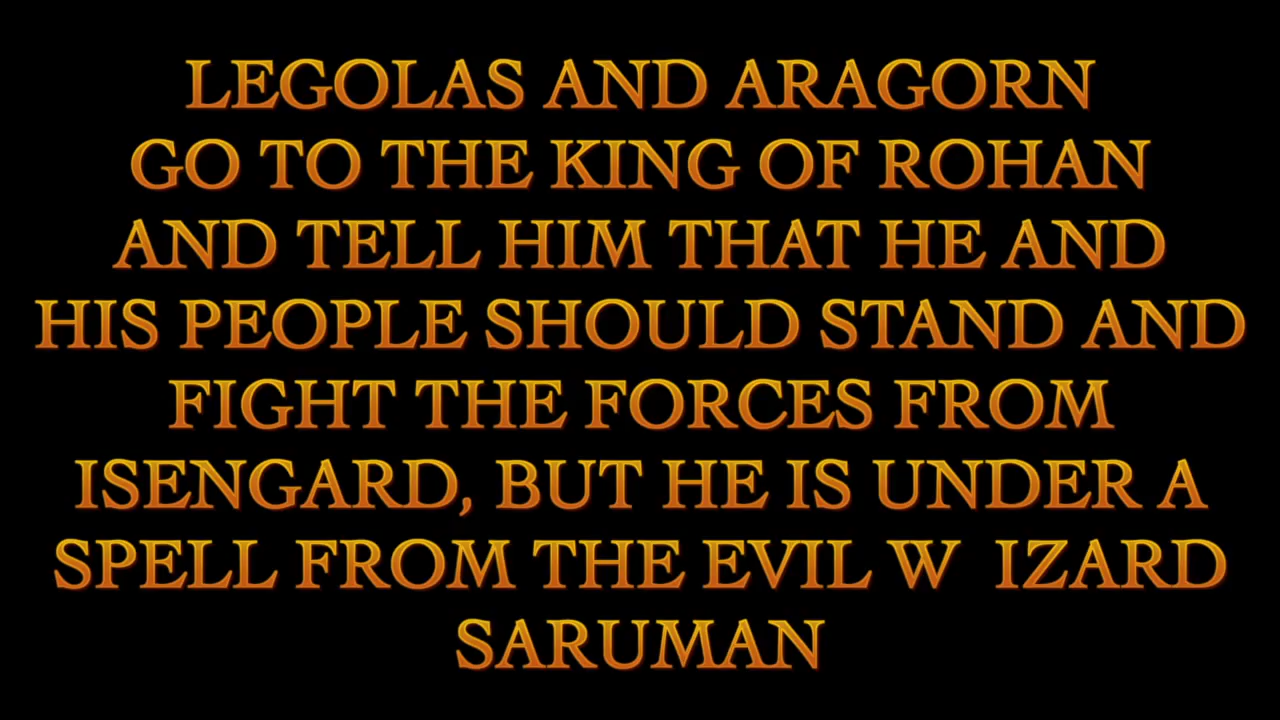 LEGOLAS AND ARAGORN
GO TO THE KING OF ROHAN
AND TELL HIM THAT HE AND
HIS PEOPLE SHOULD STAND AND
FIGHT THE FORCES FROM
ISENGARD, BUT HE IS UNDER A
SPELL FROM THE EVIL W  IZARD
SARUMAN